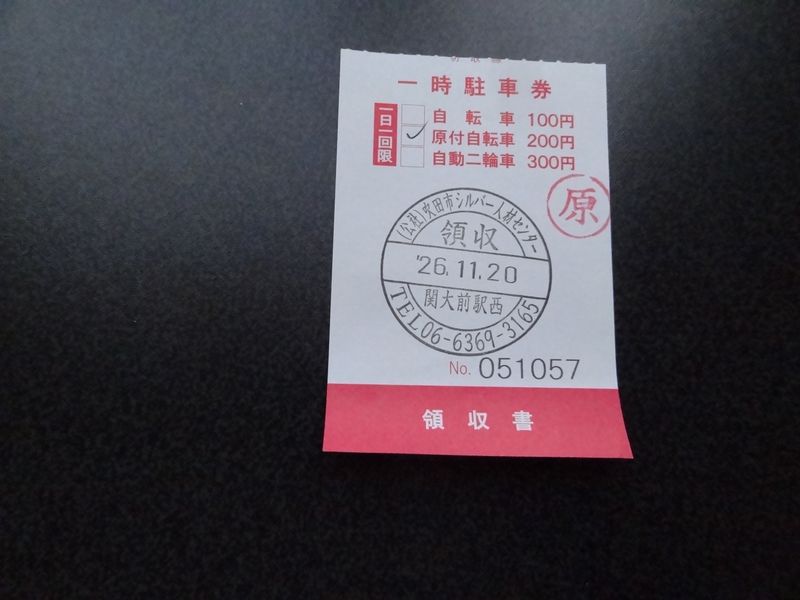 一時駐車券
一日一回限
自転車 100円
原付自転車 200円
自動二輪車 300円
原
(公社)吹田市シルバー人材センター
領収
'26.11.20
関大前駅西
TEL06-6369-3165
No. 051057
領収書